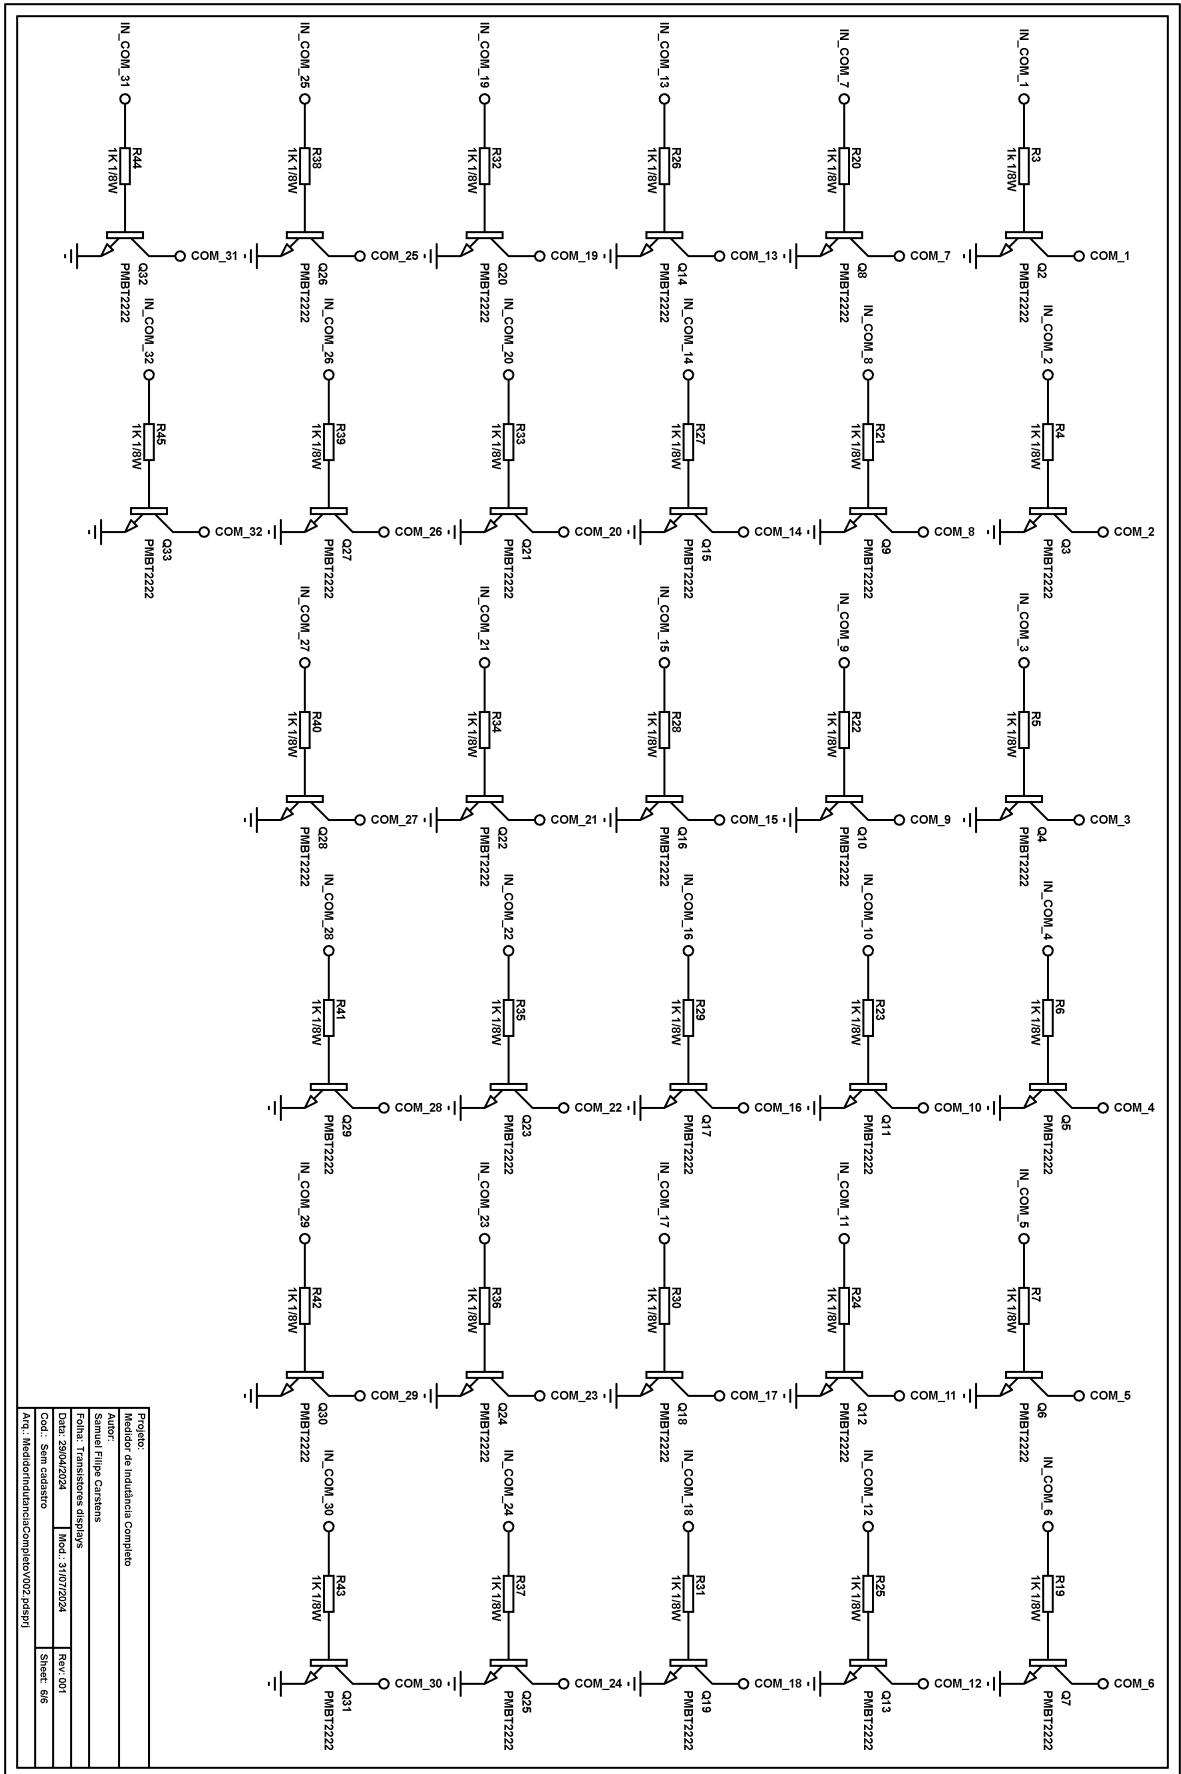 IN_COM_1
R3
1k 1/8W
Q2
PMBT2222
COM_1
IN_COM_2
R4
1K 1/8W
Q3
PMBT2222
COM_2
IN_COM_3
R5
1K 1/8W
Q4
PMBT2222
COM_3
IN_COM_4
R6
1K 1/8W
Q5
PMBT2222
COM_4
IN_COM_5
R7
1K 1/8W
Q6
PMBT2222
COM_5
IN_COM_6
R19
1K 1/8W
Q7
PMBT2222
COM_6
IN_COM_7
R20
1K 1/8W
Q8
PMBT2222
COM_7
IN_COM_8
R21
1K 1/8W
Q9
PMBT2222
COM_8
IN_COM_9
R22
1K 1/8W
Q10
PMBT2222
COM_9
IN_COM_10
R23
1K 1/8W
Q11
PMBT2222
COM_10
IN_COM_11
R24
1K 1/8W
Q12
PMBT2222
COM_11
IN_COM_12
R25
1K 1/8W
Q13
PMBT2222
COM_12
IN_COM_13
R26
1K 1/8W
Q14
PMBT2222
COM_13
IN_COM_14
R27
1K 1/8W
Q15
PMBT2222
COM_14
IN_COM_15
R28
1K 1/8W
Q16
PMBT2222
COM_15
IN_COM_16
R29
1K 1/8W
Q17
PMBT2222
COM_16
IN_COM_17
R30
1K 1/8W
Q18
PMBT2222
COM_17
IN_COM_18
R31
1K 1/8W
Q19
PMBT2222
COM_18
IN_COM_19
R32
1K 1/8W
Q20
PMBT2222
COM_19
IN_COM_20
R33
1K 1/8W
Q21
PMBT2222
COM_20
IN_COM_21
R34
1K 1/8W
Q22
PMBT2222
COM_21
IN_COM_22
R35
1K 1/8W
Q23
PMBT2222
COM_22
IN_COM_23
R36
1K 1/8W
Q24
PMBT2222
COM_23
IN_COM_24
R37
1K 1/8W
Q25
PMBT2222
COM_24
IN_COM_25
R38
1K 1/8W
Q26
PMBT2222
COM_25
IN_COM_26
R39
1K 1/8W
Q27
PMBT2222
COM_26
IN_COM_27
R40
1K 1/8W
Q28
PMBT2222
COM_27
IN_COM_28
R41
1K 1/8W
Q29
PMBT2222
COM_28
IN_COM_29
R42
1K 1/8W
Q30
PMBT2222
COM_29
IN_COM_30
R43
1K 1/8W
Q31
PMBT2222
COM_30
IN_COM_31
R44
1K 1/8W
Q32
PMBT2222
COM_31
IN_COM_32
R45
1K 1/8W
Q33
PMBT2222
COM_32
Projeto:
Medidor de Indutância Completo
Autor:
Samuel Filipe Carstens
Folha: Transistores displays
Data: 29/04/2024 Mod.: 31/07/2024 Rev: 001
Cod.: Sem cadastro Sheet: 6/6
Arq.: MedidorIndutanciaCompletoV002.pdsprj